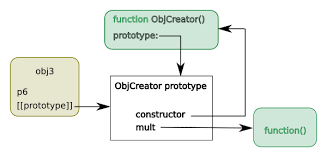 function ObjCreator()
prototype:
obj3
p6
[[prototype]]
ObjCreator prototype
constructor
mult
function()